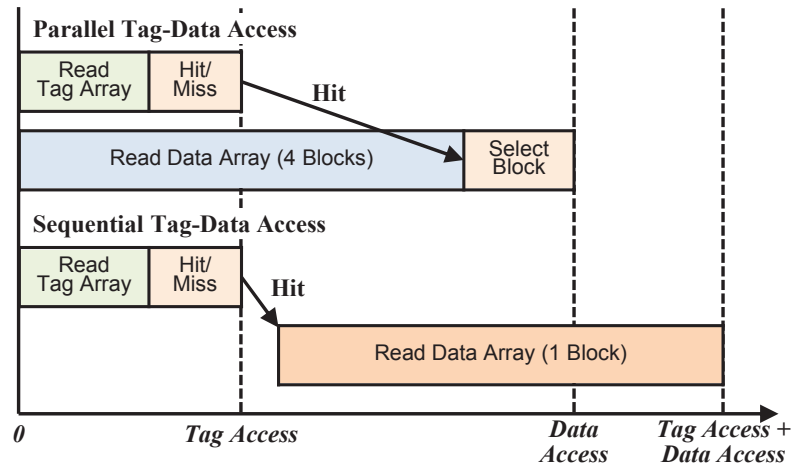 Parallel Tag-Data Access
Read
Tag Array
Hit/
Miss
Hit
Read Data Array (4 Blocks)
Select
Block
Sequential Tag-Data Access
Read
Tag Array
Hit/
Miss
Hit
Read Data Array (1 Block)
0
Tag Access
Data
Access
Tag Access +
Data Access